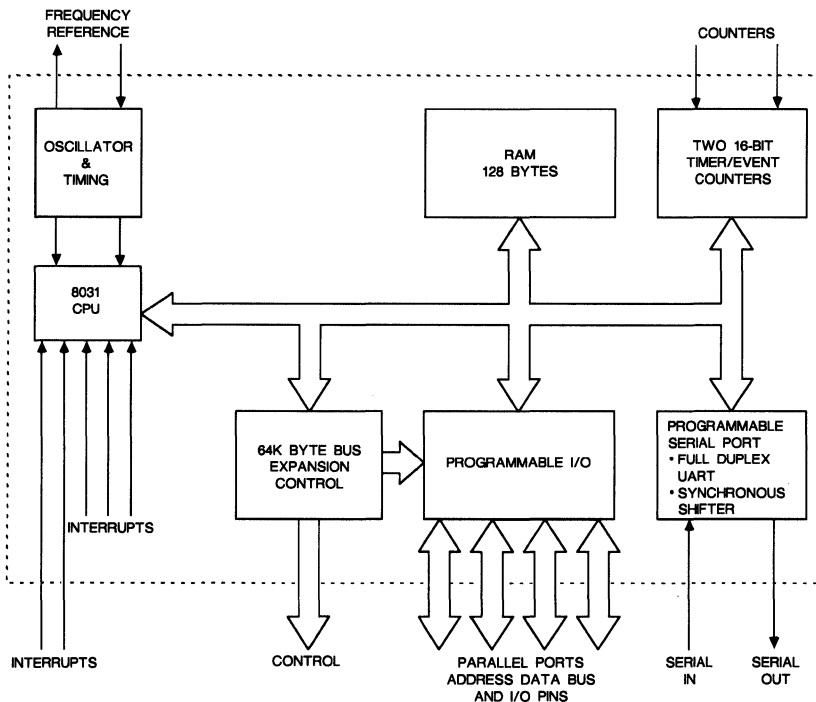 FREQUENCY
REFERENCE
COUNTERS
OSCILLATOR
&
TIMING
RAM
128 BYTES
TWO 16-BIT
TIMER/EVENT
COUNTERS
8031
CPU
64K BYTE BUS
EXPANSION
CONTROL
PROGRAMMABLE I/O
PROGRAMMABLE
SERIAL PORT
• FULL DUPLEX
UART
• SYNCHRONOUS
SHIFTER
INTERRUPTS
INTERRUPTS
CONTROL
PARALLEL PORTS
ADDRESS DATA BUS
AND I/O PINS
SERIAL
IN
SERIAL
OUT